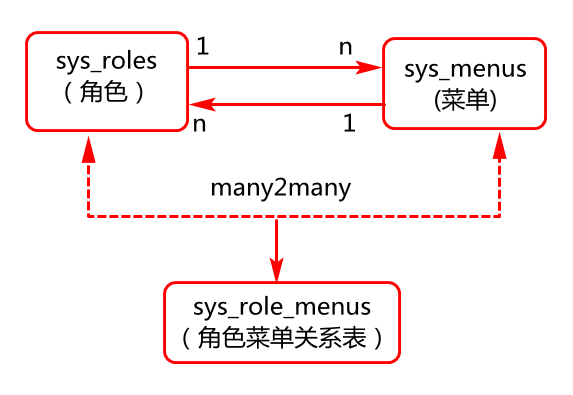 1 n
sys_roles
（角色）
sys_menus
(菜单)
n 1
many2many
sys_role_menus
（角色菜单关系表）